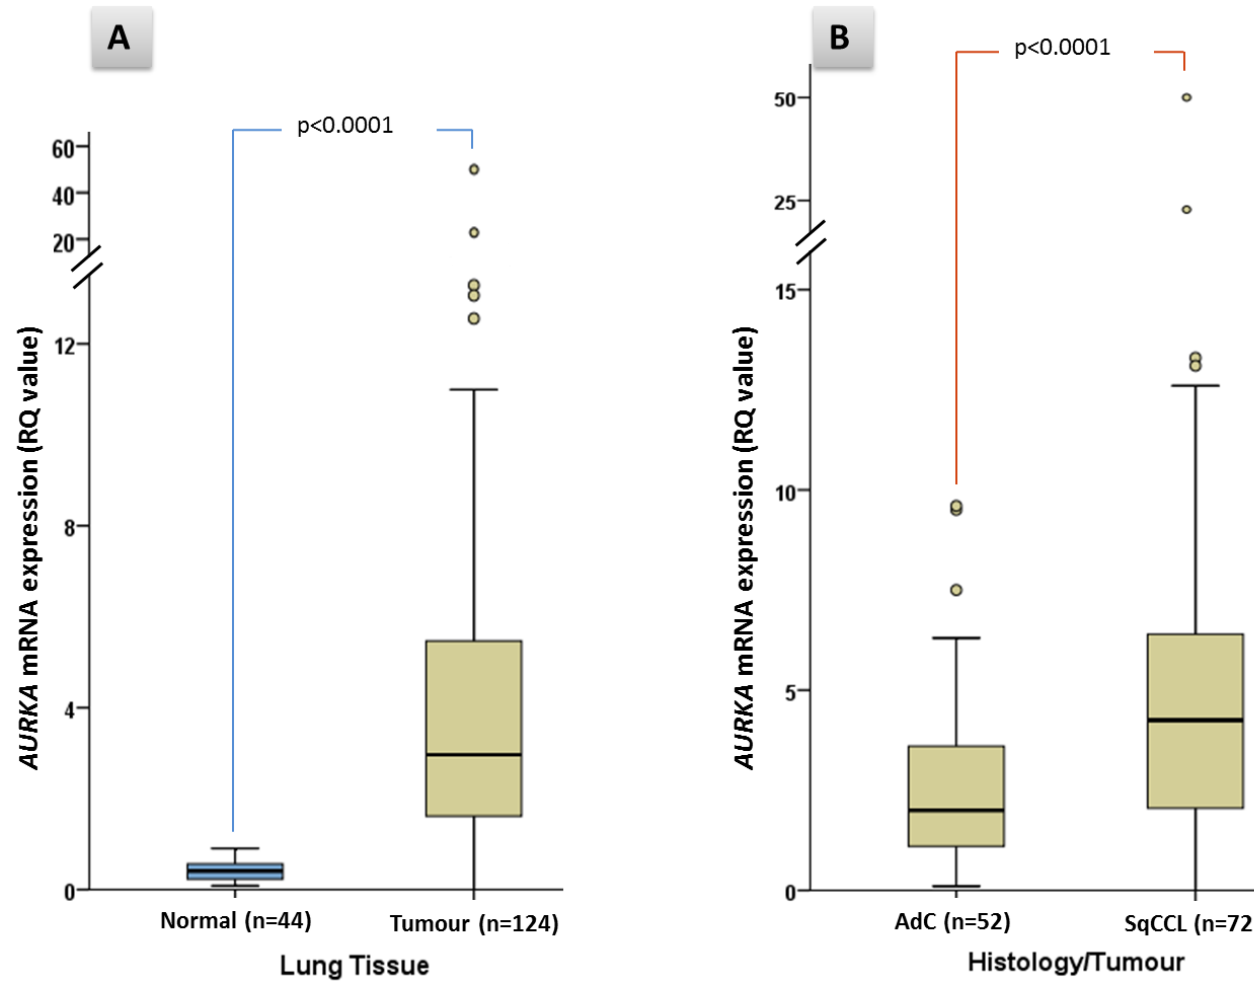 A
p<0.0001
60
40
20
12
8
4
0
AURKA mRNA expression (RQ value)
Normal (n=44)
Tumour (n=124)
Lung Tissue
B
p<0.0001
50
25
15
10
5
0
AURKA mRNA expression (RQ value)
AdC (n=52)
SqCCL (n=72
Histology/Tumour